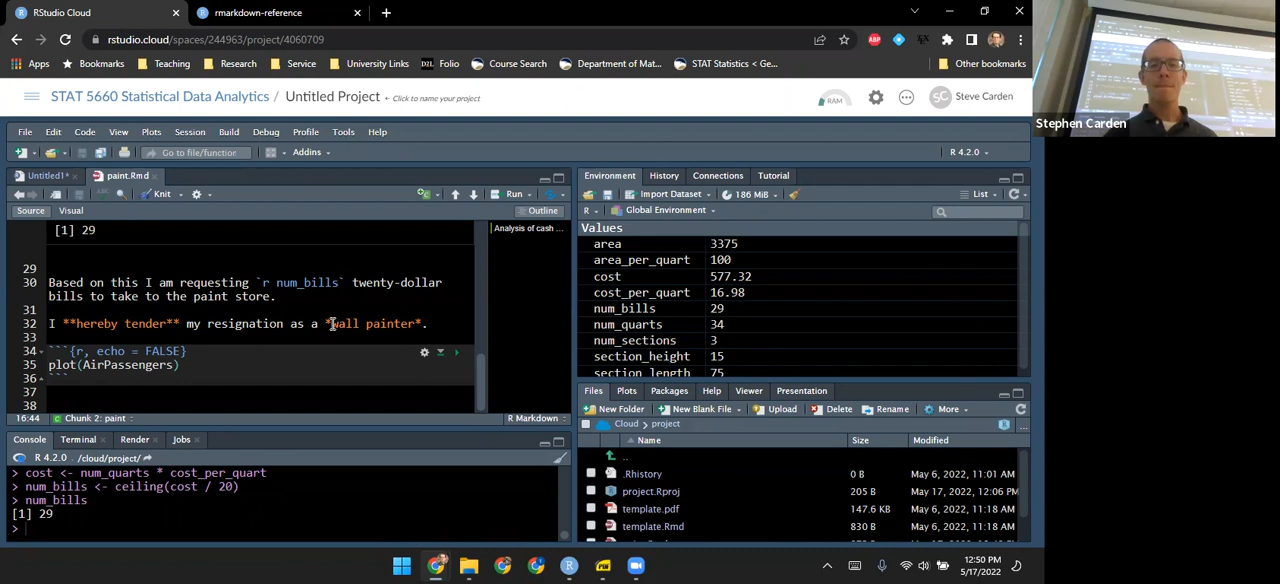 RStudio Cloud
rmarkdown-reference
rstudio.cloud/spaces/244963/project/4060709
ABP
Apps
Bookmarks
Teaching
Research
Service
University Links
D2L Folio
Course Search
Department of Mat...
STAT Statistics < Ge...
Other bookmarks
STAT 5660 Statistical Data Analytics / Untitled Project
Click to name your project
RAM
SC Steve Carden
Stephen Carden
File Edit Code View Plots Session Build Debug Profile Tools Help
Go to file/function
Addins
R 4.2.0
Untitled1*
paint.Rmd
Knit
Run
Source Visual
Outline
[1] 29
Analysis of cash ...
29
30 Based on this I am requesting `r num_bills` twenty-dollar
bills to take to the paint store.
31
32 I **hereby tender** my resignation as a *wall painter*.
33
34 ```{r, echo = FALSE}
35 plot(AirPassengers)
36 ```
37
38
16:44 Chunk 2: paint R Markdown
Console Terminal Render Jobs
R 4.2.0 . /cloud/project/
> cost <- num_quarts * cost_per_quart
> num_bills <- ceiling(cost / 20)
> num_bills
[1] 29
>
Environment History Connections Tutorial
Import Dataset 186 MiB List
R Global Environment
Values
area 3375
area_per_quart 100
cost 577.32
cost_per_quart 16.98
num_bills 29
num_quarts 34
num_sections 3
section_height 15
section_length 75
Files Plots Packages Help Viewer Presentation
New Folder New Blank File Upload Delete Rename More
Cloud > project
Name Size Modified
..
.Rhistory 0 B May 6, 2022, 11:01 AM
project.Rproj 205 B May 17, 2022, 12:06 PM
template.pdf 147.6 KB May 6, 2022, 11:18 AM
template.Rmd 830 B May 6, 2022, 11:18 AM
12:50 PM
5/17/2022